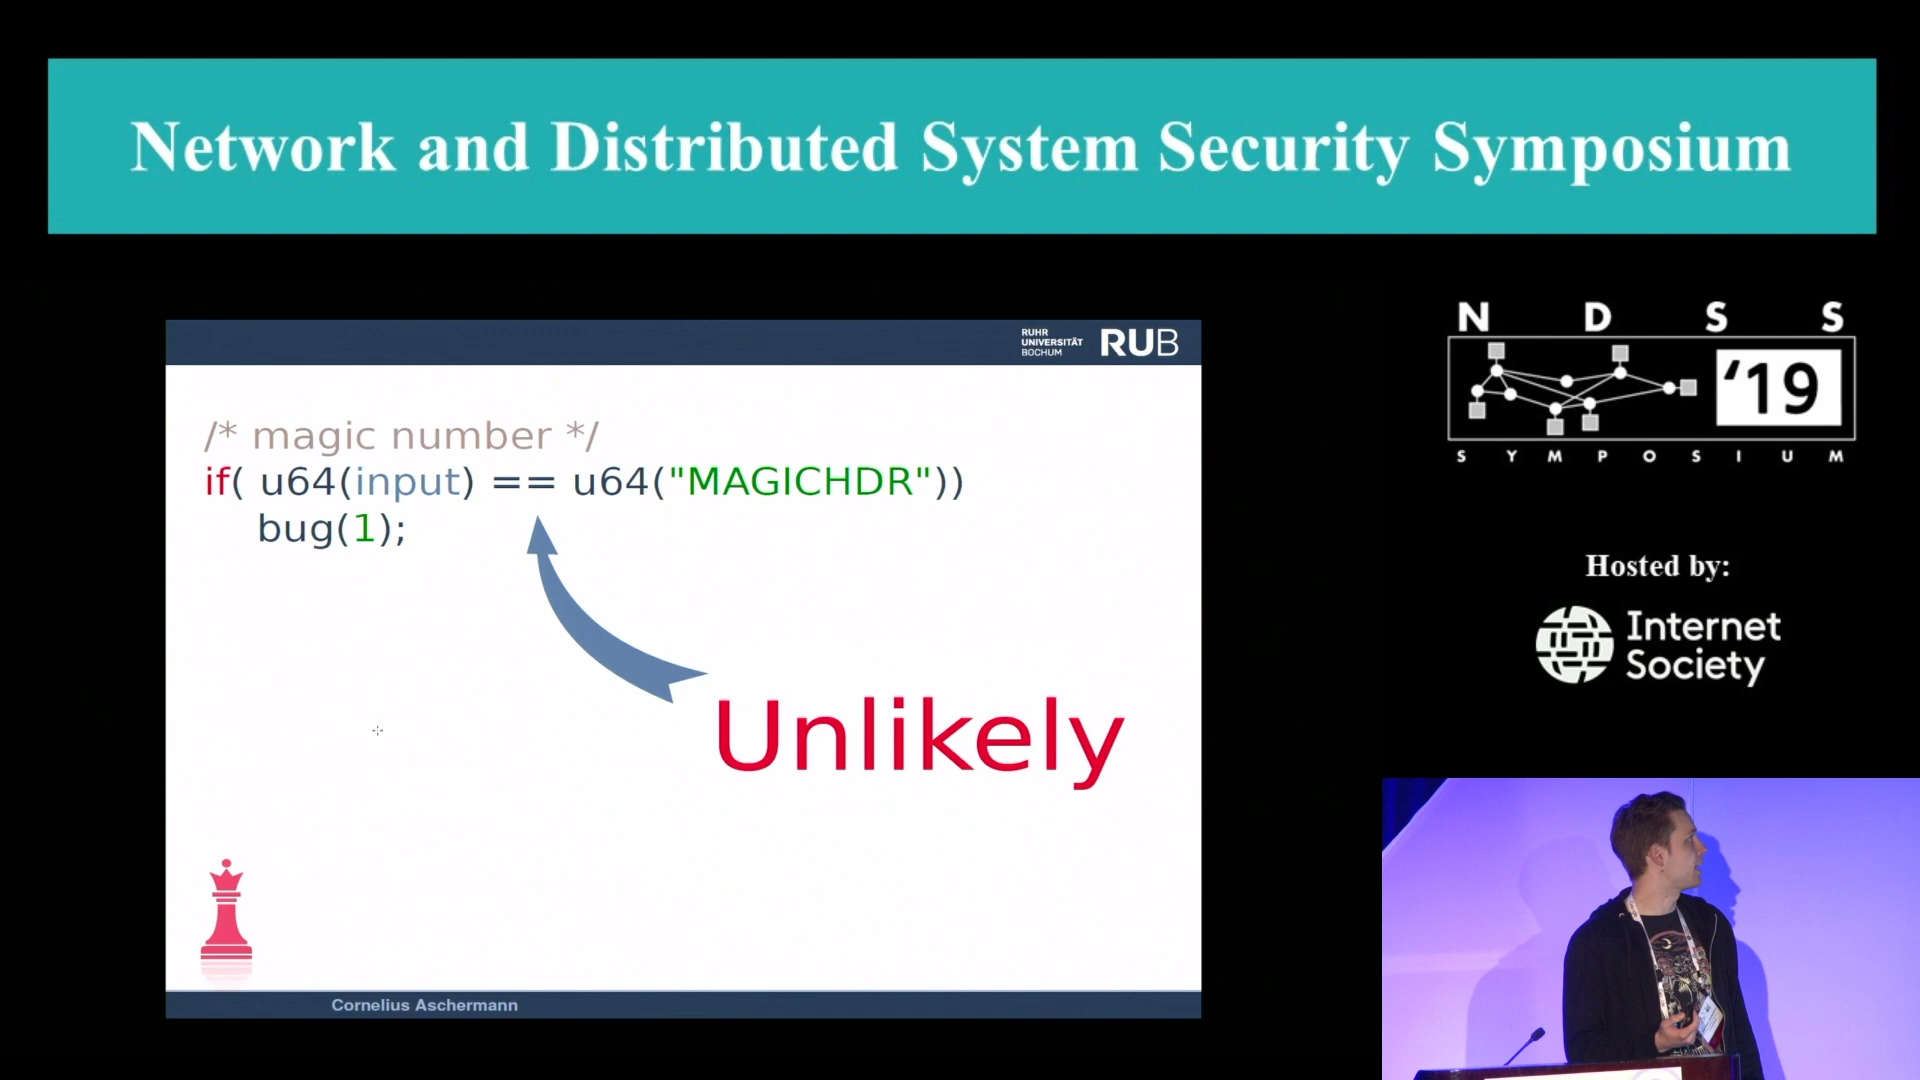 Network and Distributed System Security Symposium
RUHR
UNIVERSITÄT
BOCHUM
RUB
/* magic number */
if( u64(input) == u64("MAGICHDR"))
bug(1);
Unlikely
Cornelius Aschermann
N D S S
'19
S Y M P O S I U M
Hosted by:
Internet
Society